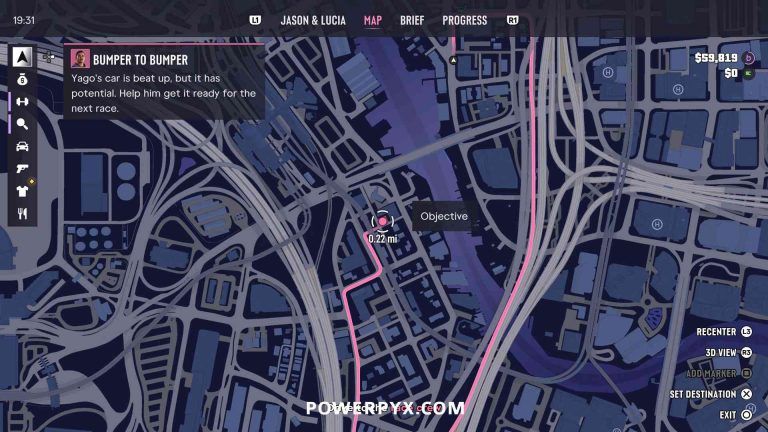 19:31
L1 JASON & LUCIA MAP BRIEF PROGRESS R1
BUMPER TO BUMPER
Yago's car is beat up, but it has
potential. Help him get it ready for the
next race.
$59,819
$0
H
H
Objective
0.22 mi
H
H
RECENTER L3
3D VIEW R3
ADD MARKER
SET DESTINATION
EXIT
POWERPYX.COM